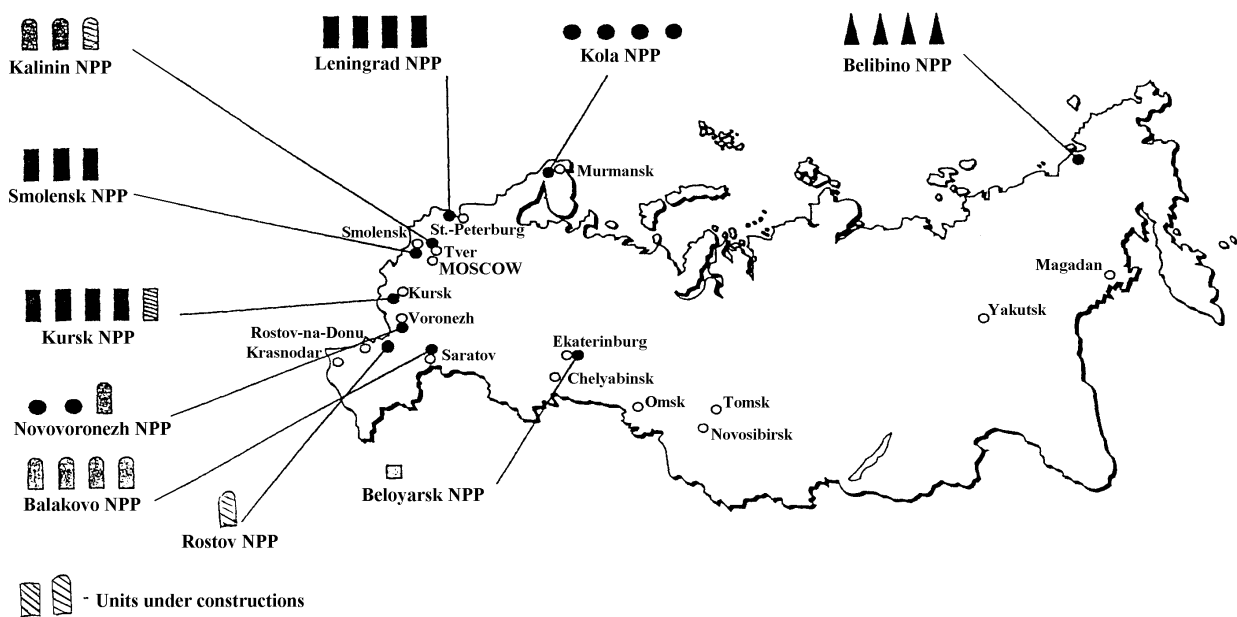 Kalinin NPP
Leningrad NPP
Kola NPP
Belibino NPP
Smolensk NPP
Murmansk
Smolensk
St.-Peterburg
Tver
MOSCOW
Magadan
Kursk
Yakutsk
Kursk NPP
Voronezh
Rostov-na-Donu
Krasnodar
Saratov
Ekaterinburg
Chelyabinsk
Omsk
Tomsk
Novosibirsk
Novovoronezh NPP
Balakovo NPP
Beloyarsk NPP
Rostov NPP
- Units under constructions